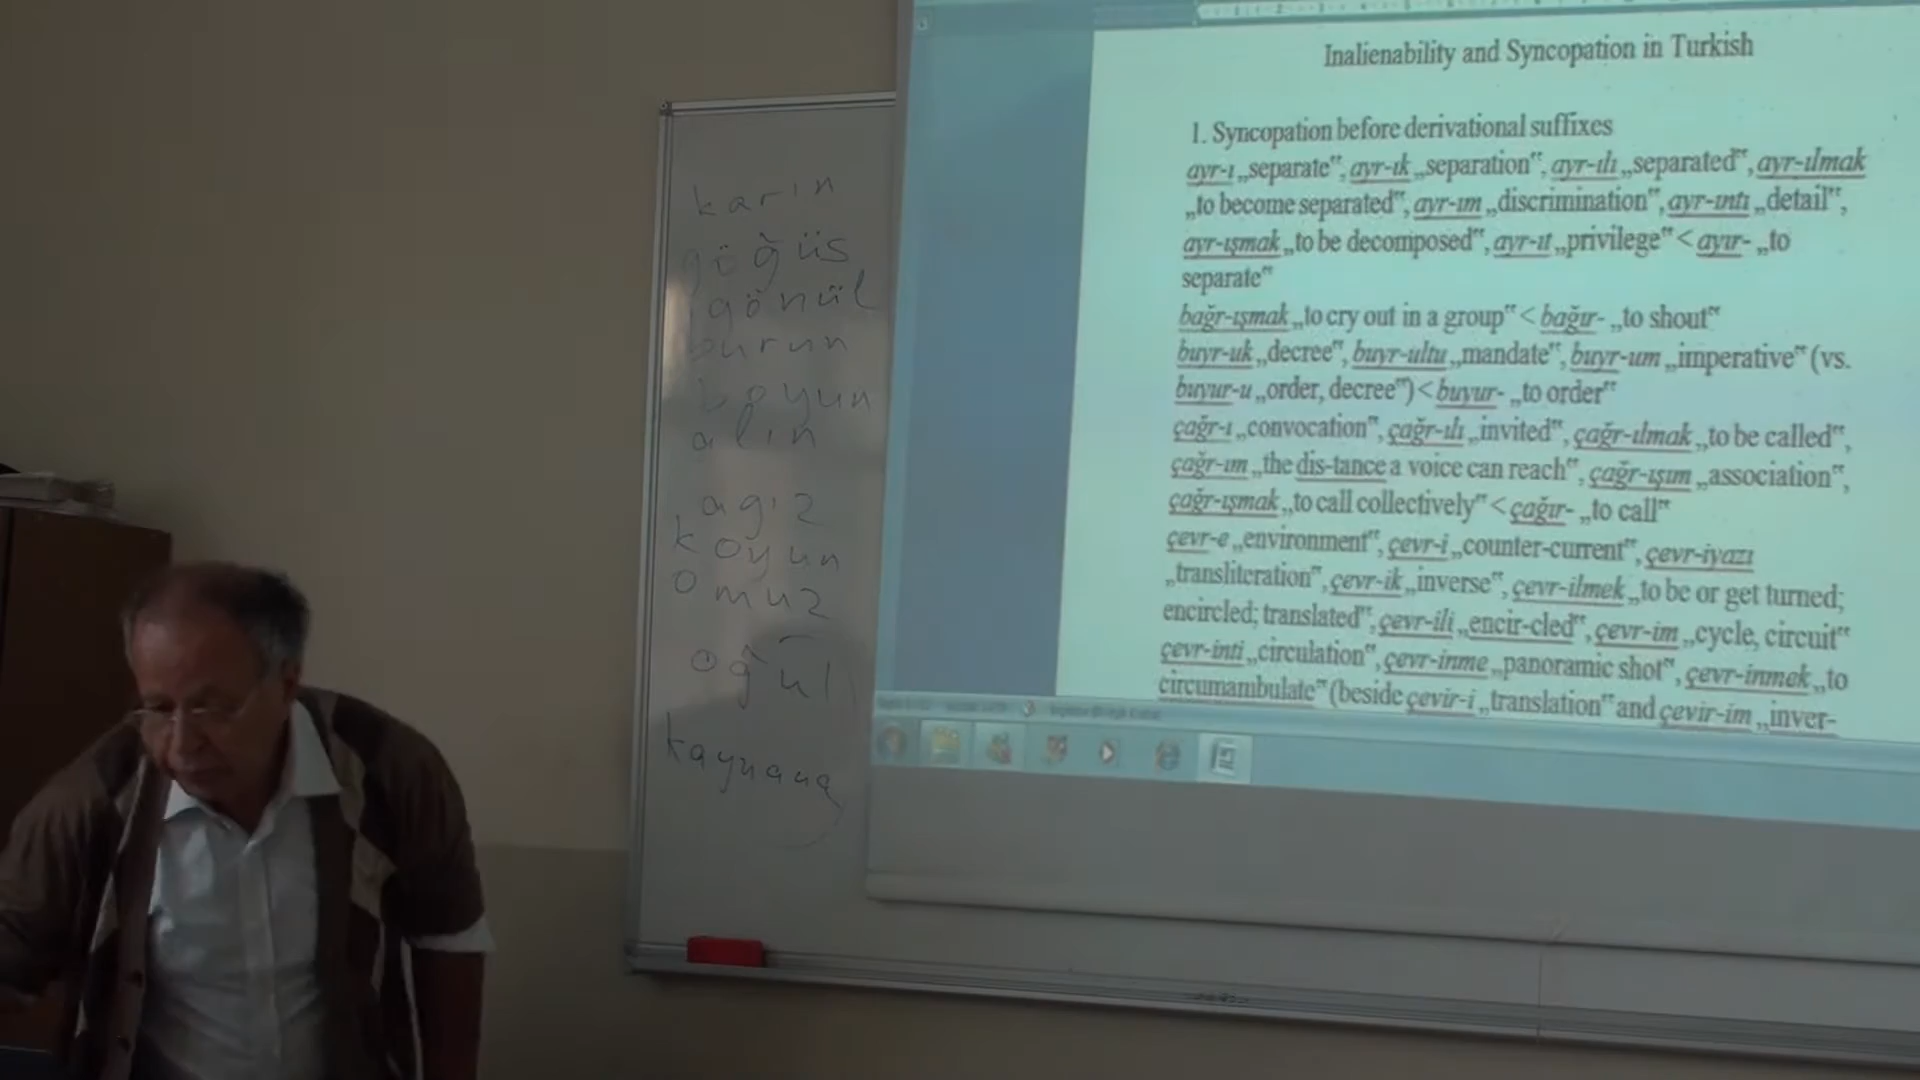 karın
göğüs
gönül
burun
boyun
alın
agız
koyun
omuz
oğul
kaynana
Inalienability and Syncopation in Turkish
1. Syncopation before derivational suffixes
ayr-ı „separate‟, ayr-ık „separation‟, ayr-ılı „separated‟, ayr-ılmak
„to become separated‟, ayr-ım „discrimination‟, ayr-ıntı „detail‟,
ayr-ışmak „to be decomposed‟, ayr-ıt „privilege‟ < ayır- „to
separate‟
bağr-ışmak „to cry out in a group‟ < bağır- „to shout‟
buyr-uk „decree‟, buyr-ultu „mandate‟, buyr-um „imperative‟ (vs.
buyur-u „order, decree‟) < buyur- „to order‟
çağr-ı „convocation‟, çağr-ılı „invited‟, çağr-ılmak „to be called‟,
çağr-ım „the dis-tance a voice can reach‟, çağr-ışım „association‟,
çağr-ışmak „to call collectively‟ < çağır- „to call‟
çevr-e „environment‟, çevr-i „counter-current‟, çevr-iyazı
„transliteration‟, çevr-ik „inverse‟, çevr-ilmek „to be or get turned;
encircled; translated‟, çevr-ili „encir-cled‟, çevr-im „cycle, circuit‟
çevr-inti „circulation‟, çevr-inme „panoramic shot‟, çevr-inmek „to
circumambulate‟ (beside çevir-i „translation‟ and çevir-im „inver-